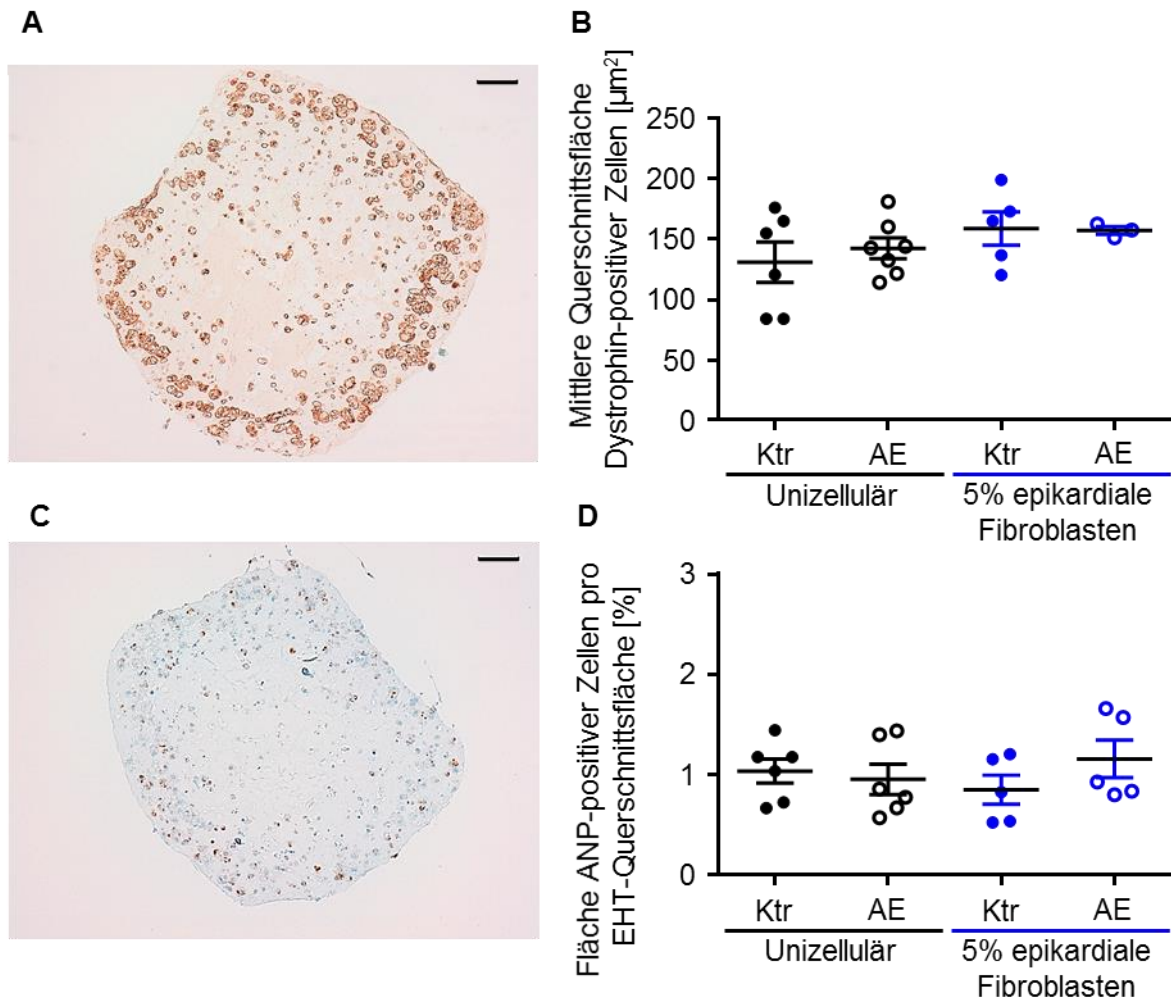 A
B
Mittlere Querschnittsfläche
Dystrophin-positiver Zellen [µm²]
250
200
150
100
50
0
Ktr
AE
Ktr
AE
Unizellulär
5% epikardiale
Fibroblasten
C
D
Fläche ANP-positiver Zellen pro
EHT-Querschnittsfläche [%]
3
2
1
0
Ktr
AE
Ktr
AE
Unizellulär
5% epikardiale
Fibroblasten